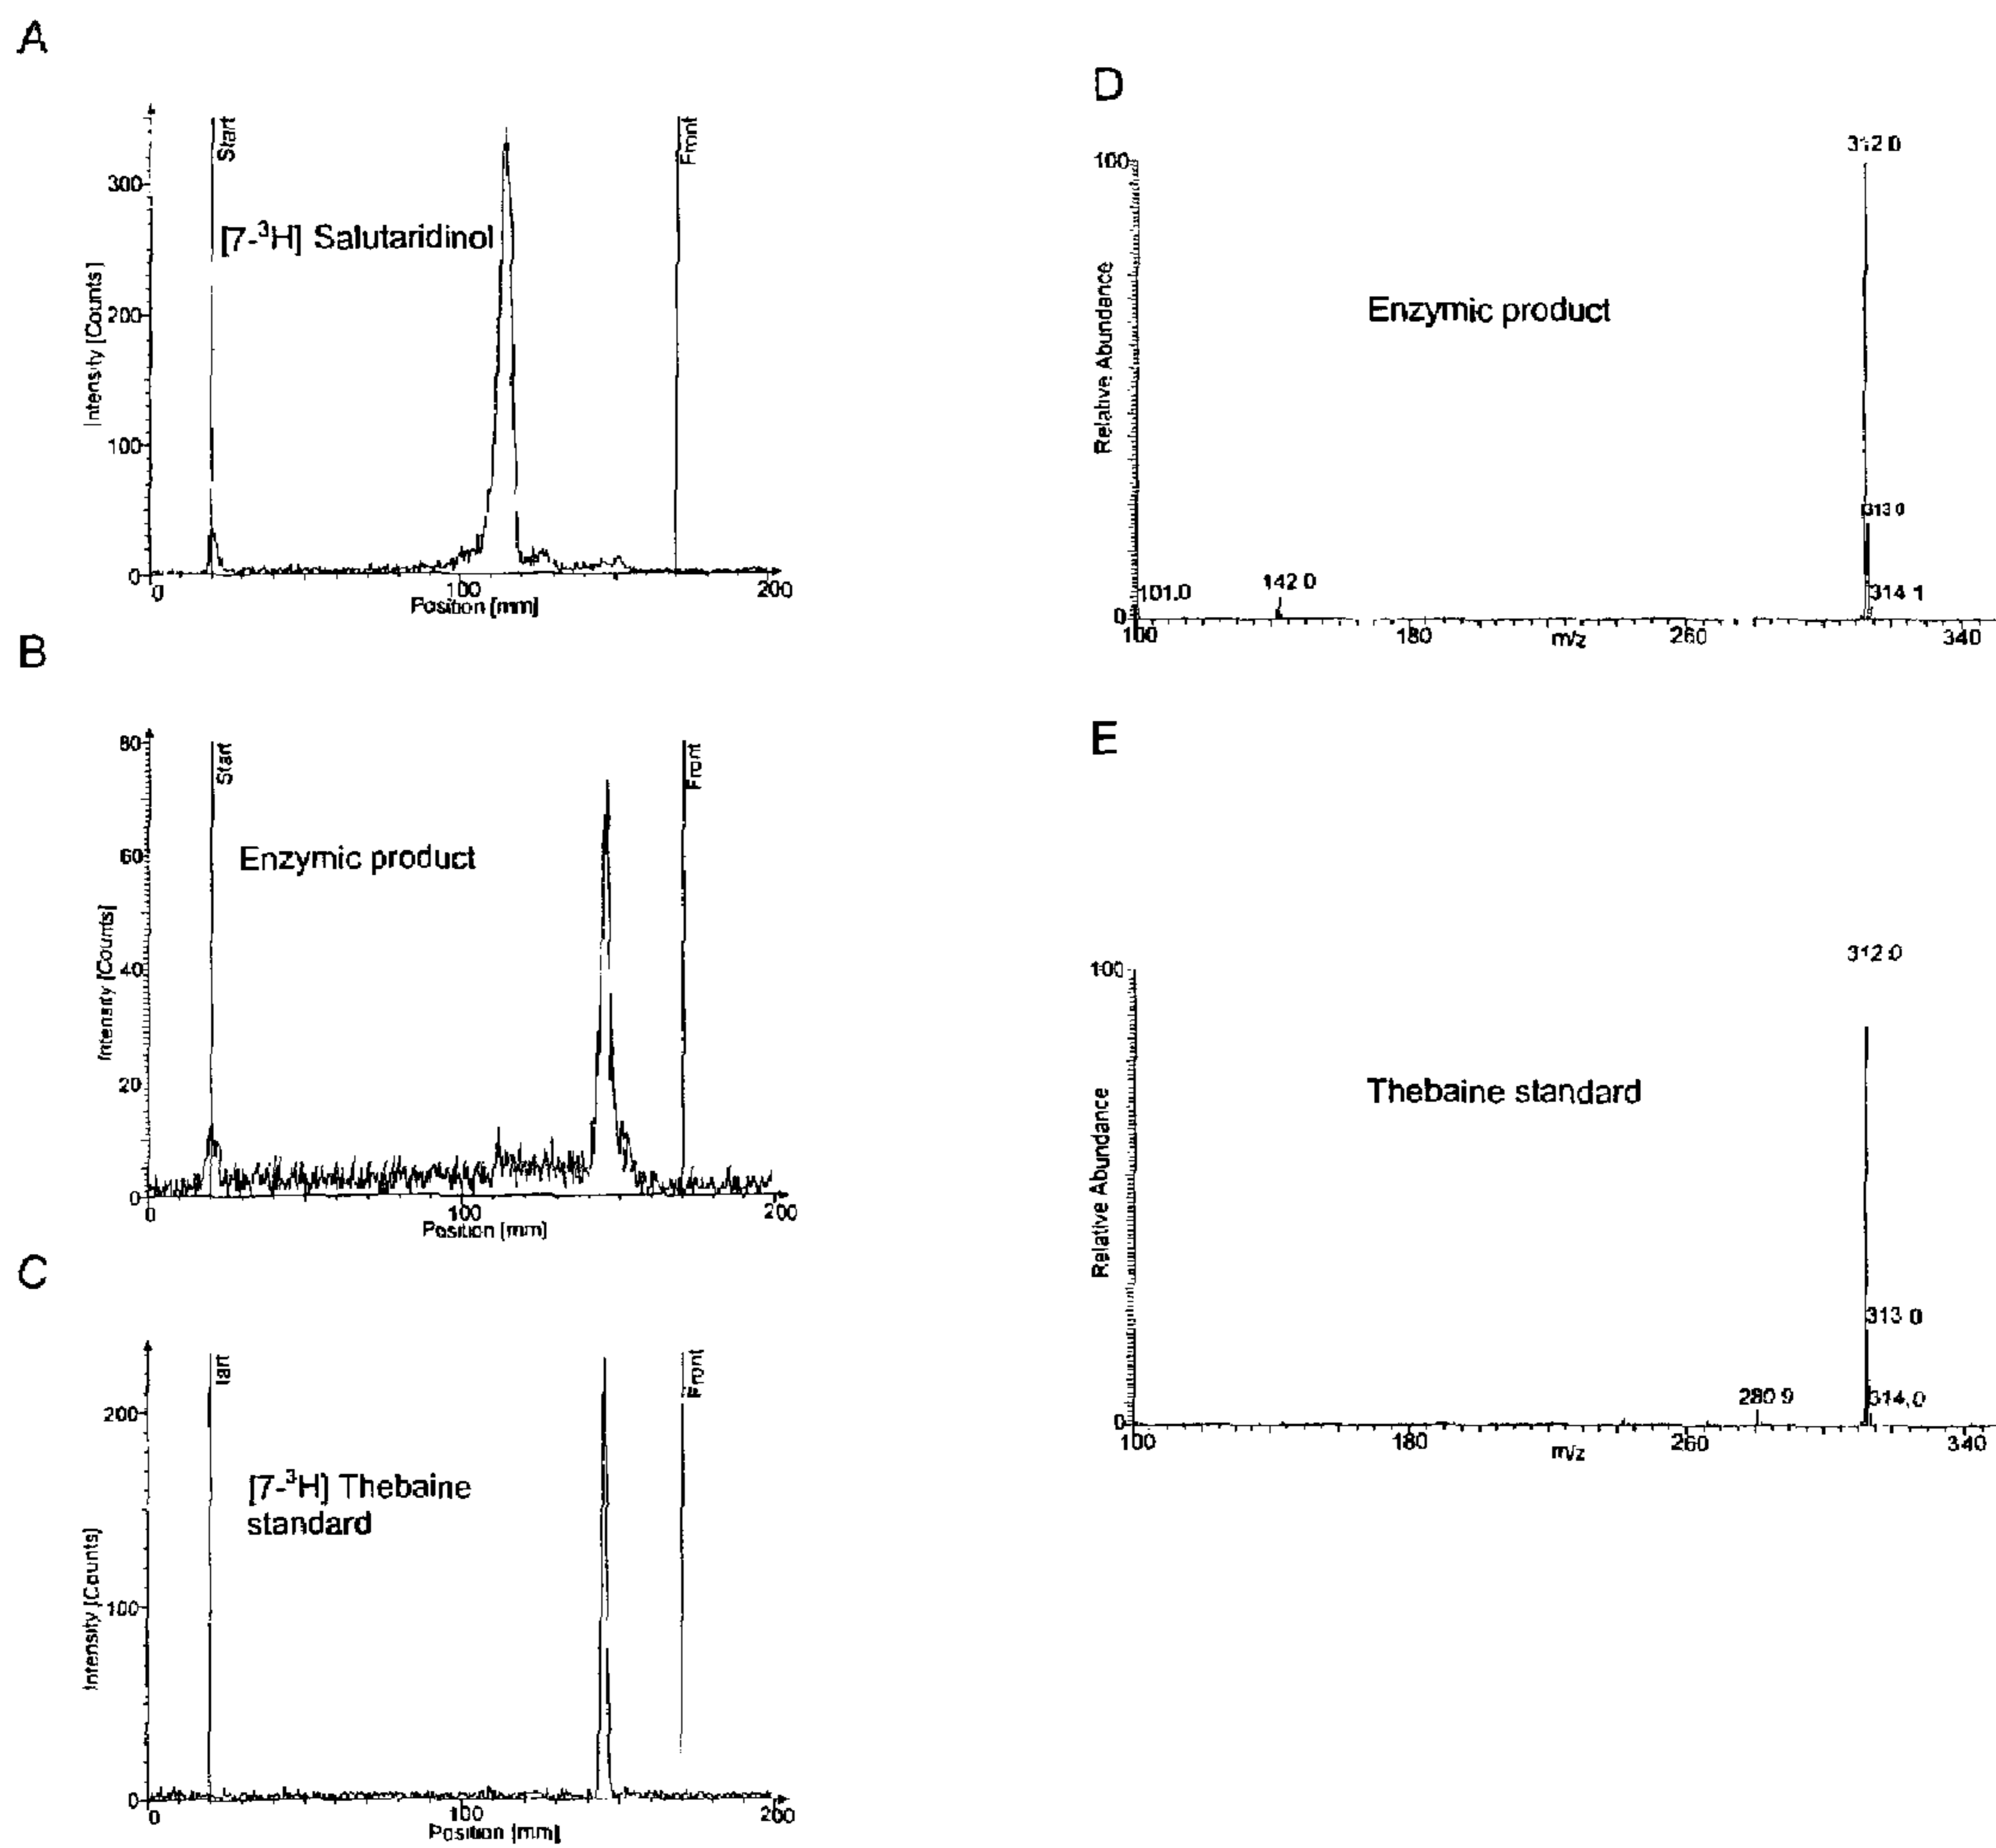 A
Start
Front
300
[7-³H] Salutaridinol
200
Intensity [Counts]
100
0
0
100
200
Position [mm]
B
80
Start
Front
60
Enzymic product
Intensity [Counts]
40
20
0
0
100
200
Position [mm]
C
tart
Front
200
[7-³H] Thebaine
standard
Intensity [Counts]
100
0
0
100
200
Position [mm]
D
312 0
100
Enzymic product
Relative Abundance
313 0
142 0
101.0
314 1
0
100
180
m/z
260
340
E
312 0
100
Thebaine standard
Relative Abundance
313 0
280 9
314.0
0
100
180
m/z
260
340